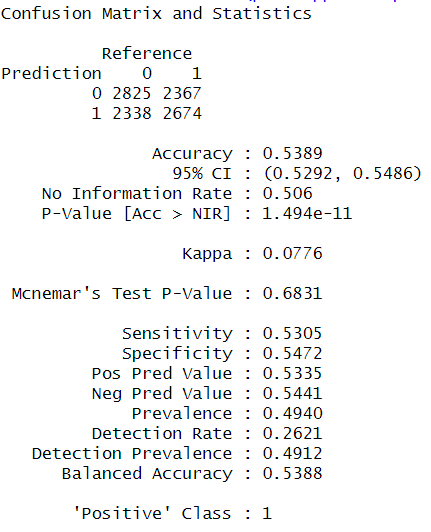 Confusion Matrix and Statistics
Reference
Prediction 0 1
0 2825 2367
1 2338 2674
Accuracy : 0.5389
95% CI : (0.5292, 0.5486)
No Information Rate : 0.506
P-Value [Acc > NIR] : 1.494e-11
Kappa : 0.0776
Mcnemar's Test P-Value : 0.6831
Sensitivity : 0.5305
Specificity : 0.5472
Pos Pred Value : 0.5335
Neg Pred Value : 0.5441
Prevalence : 0.4940
Detection Rate : 0.2621
Detection Prevalence : 0.4912
Balanced Accuracy : 0.5388
'Positive' Class : 1